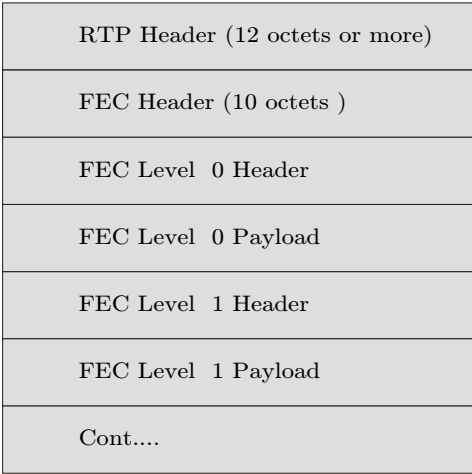 RTP Header (12 octets or more)
FEC Header (10 octets )
FEC Level 0 Header
FEC Level 0 Payload
FEC Level 1 Header
FEC Level 1 Payload
Cont....